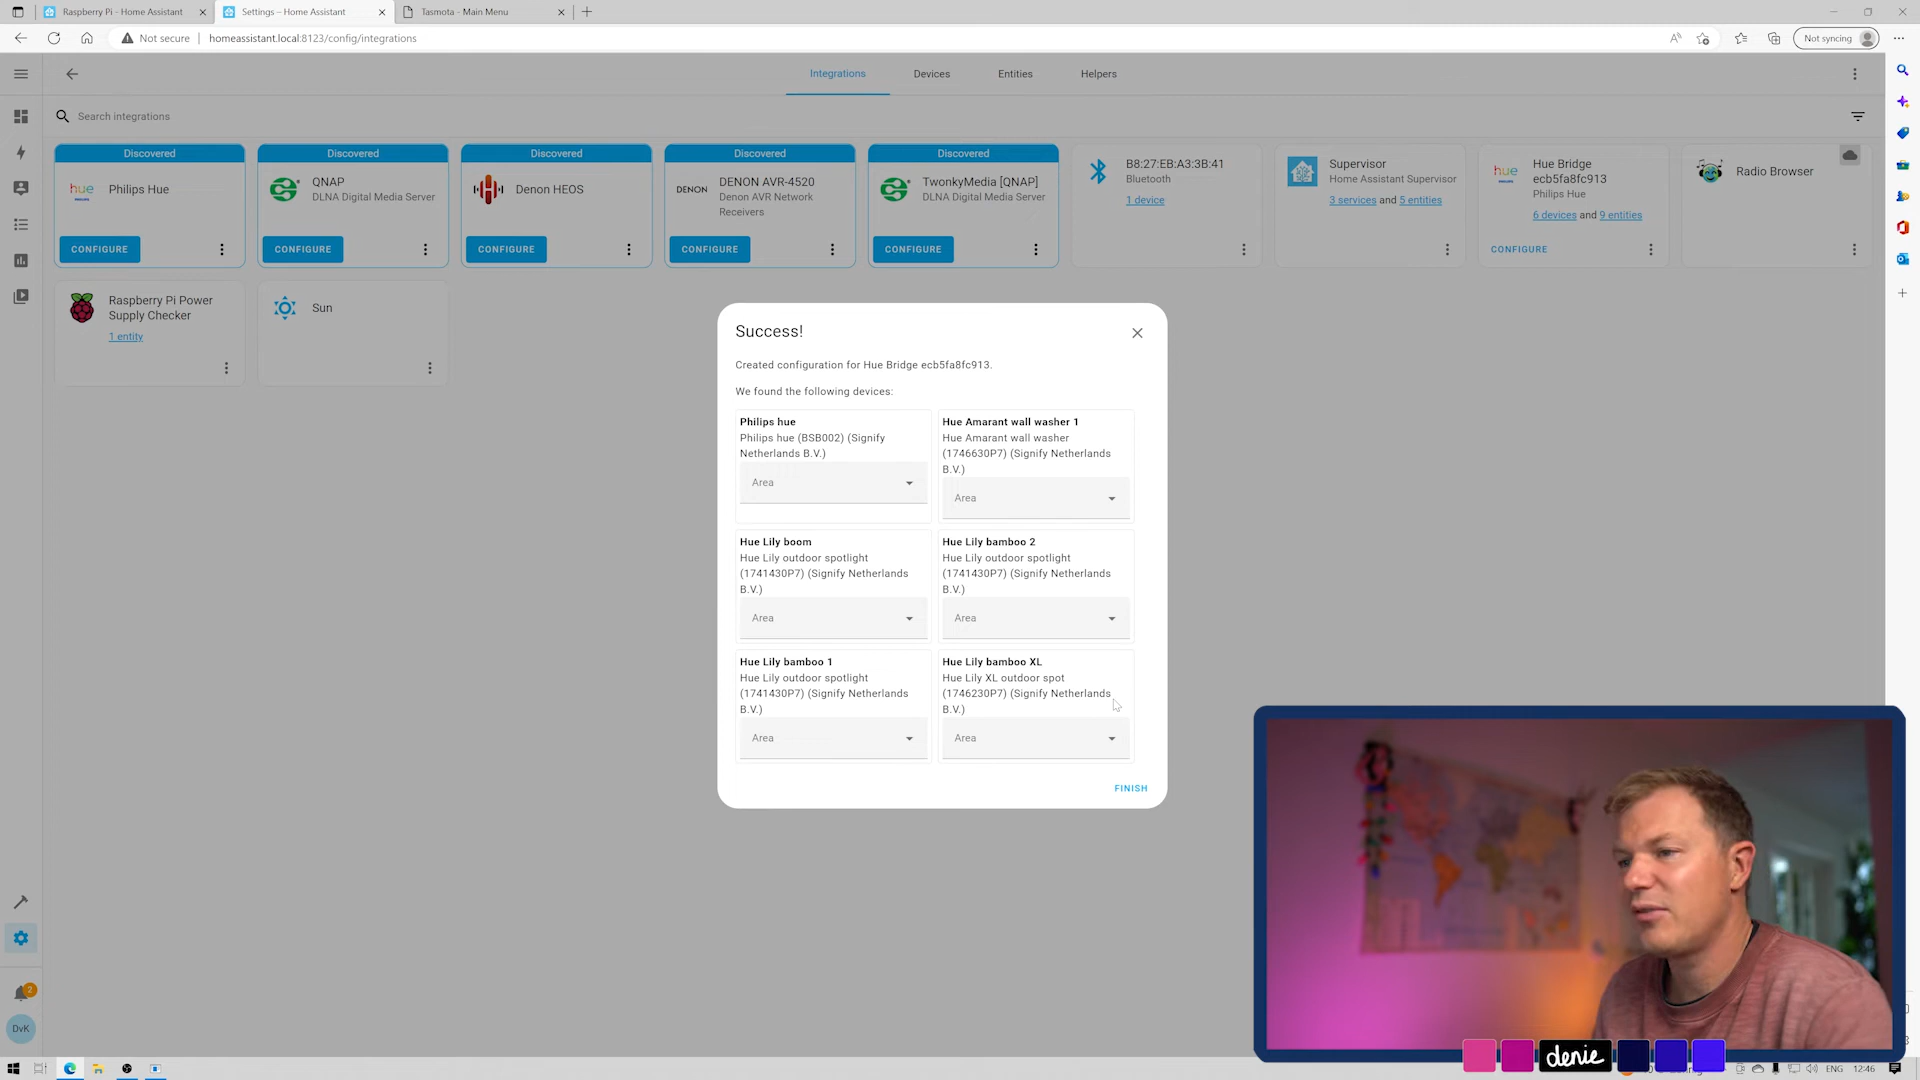 Raspberry Pi - Home Assistant
Settings – Home Assistant
Tasmota - Main Menu
Not secure
homeassistant.local:8123/config/integrations
Not syncing
Integrations
Devices
Entities
Helpers
Search integrations
Discovered
Discovered
Discovered
Discovered
Discovered
hue
Philips Hue
CONFIGURE
QNAP
DLNA Digital Media Server
CONFIGURE
Denon HEOS
CONFIGURE
DENON
DENON AVR-4520
Denon AVR Network
Receivers
CONFIGURE
TwonkyMedia [QNAP]
DLNA Digital Media Server
CONFIGURE
B8:27:EB:A3:3B:41
Bluetooth
1 device
Supervisor
Home Assistant Supervisor
3 services and 5 entities
hue
Hue Bridge
ecb5fa8fc913
Philips Hue
6 devices and 9 entities
CONFIGURE
Radio Browser
Raspberry Pi Power
Supply Checker
1 entity
Sun
Success!
Created configuration for Hue Bridge ecb5fa8fc913.
We found the following devices:
Philips hue
Philips hue (BSB002) (Signify
Netherlands B.V.)
Area
Hue Amarant wall washer 1
Hue Amarant wall washer
(1746630P7) (Signify Netherlands
B.V.)
Area
Hue Lily boom
Hue Lily outdoor spotlight
(1741430P7) (Signify Netherlands
B.V.)
Area
Hue Lily bamboo 2
Hue Lily outdoor spotlight
(1741430P7) (Signify Netherlands
B.V.)
Area
Hue Lily bamboo 1
Hue Lily outdoor spotlight
(1741430P7) (Signify Netherlands
B.V.)
Area
Hue Lily bamboo XL
Hue Lily XL outdoor spot
(1746230P7) (Signify Netherlands
B.V.)
Area
FINISH
2
DvK
denie
ENG
12:46